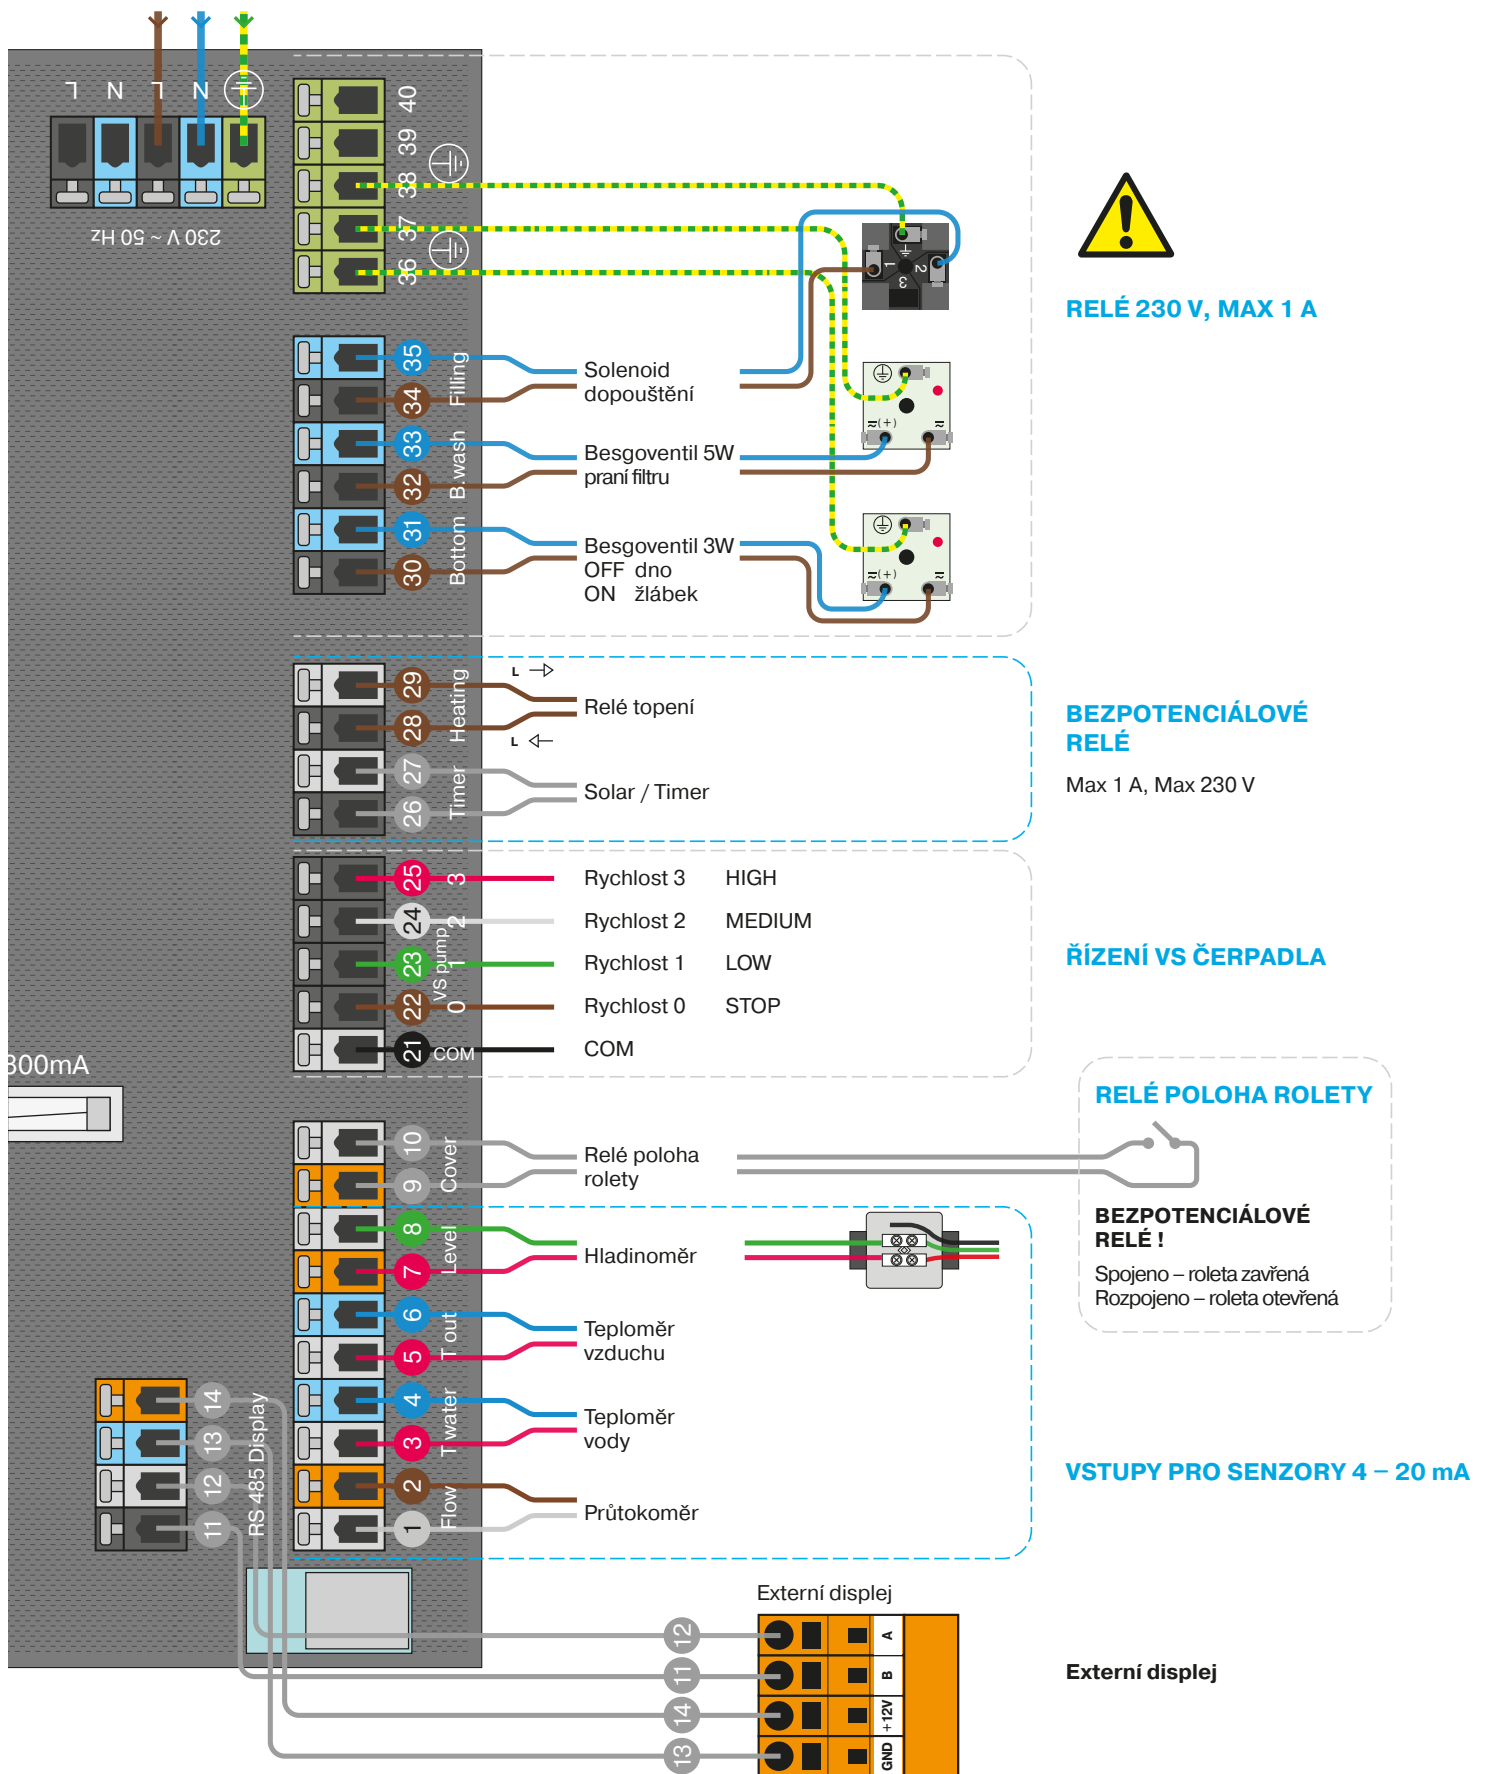 L N L N
230 V ~ 50 Hz
40
39
38
37
36
35
34
Filling
33
32
B.wash
31
30
Bottom
Solenoid
dopouštění
Besgoventil 5W
praní filtru
Besgoventil 3W
OFF dno
ON žlábek
1
2
3
≂(+) ≂
≂(+) ≂
RELÉ 230 V, MAX 1 A
29
28
Heating
27
26
Timer
L
Relé topení
L
Solar / Timer
BEZPOTENCIÁLOVÉ
RELÉ
Max 1 A, Max 230 V
25 3
24 2
23 1
22 0
VS pump
21 COM
Rychlost 3 HIGH
Rychlost 2 MEDIUM
Rychlost 1 LOW
Rychlost 0 STOP
COM
ŘÍZENÍ VS ČERPADLA
300mA
10
9
Cover
Relé poloha
rolety
RELÉ POLOHA ROLETY
BEZPOTENCIÁLOVÉ
RELÉ !
Spojeno – roleta zavřená
Rozpojeno – roleta otevřená
8
7
Level
Hladinoměr
6
5
T out
Teploměr
vzduchu
4
3
T water
Teploměr
vody
2
1
Flow
Průtokoměr
VSTUPY PRO SENZORY 4 – 20 mA
14
13
12
11
RS 485 Display
Externí displej
12 A
11 B
14 +12V
13 GND
Externí displej